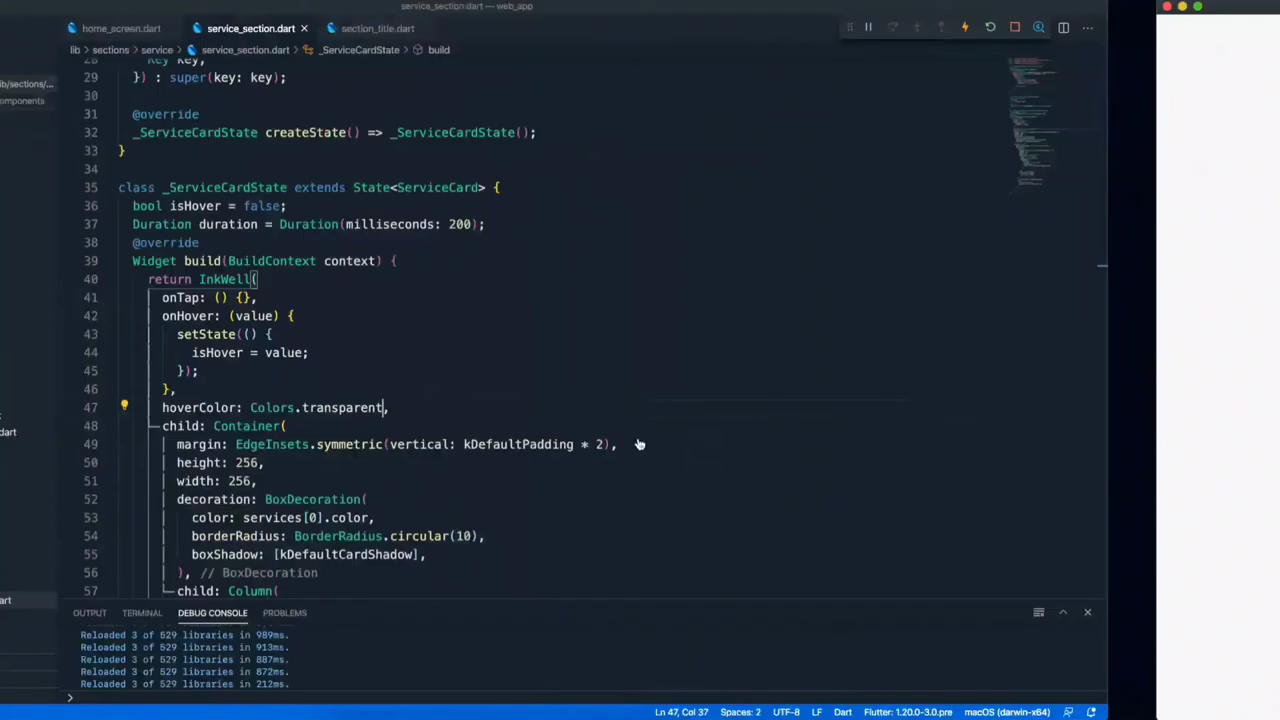 service_section.dart — web_app
home_screen.dart
service_section.dart
section_title.dart
lib > sections > service > service_section.dart > _ServiceCardState > build
lib/sections/...
omponents
dart
art
28 Key key,
29 }) : super(key: key);
30
31 @override
32 _ServiceCardState createState() => _ServiceCardState();
33 }
34
35 class _ServiceCardState extends State<ServiceCard> {
36 bool isHover = false;
37 Duration duration = Duration(milliseconds: 200);
38 @override
39 Widget build(BuildContext context) {
40 return InkWell(
41 onTap: () {},
42 onHover: (value) {
43 setState(() {
44 isHover = value;
45 });
46 },
47 hoverColor: Colors.transparent,
48 child: Container(
49 margin: EdgeInsets.symmetric(vertical: kDefaultPadding * 2),
50 height: 256,
51 width: 256,
52 decoration: BoxDecoration(
53 color: services[0].color,
54 borderRadius: BorderRadius.circular(10),
55 boxShadow: [kDefaultCardShadow],
56 ), // BoxDecoration
57 child: Column(
OUTPUT TERMINAL DEBUG CONSOLE PROBLEMS
Reloaded 3 of 529 libraries in 989ms.
Reloaded 3 of 529 libraries in 913ms.
Reloaded 3 of 529 libraries in 887ms.
Reloaded 3 of 529 libraries in 872ms.
Reloaded 3 of 529 libraries in 212ms.
>
Ln 47, Col 37 Spaces: 2 UTF-8 LF Dart Flutter: 1.20.0-3.0.pre macOS (darwin-x64)